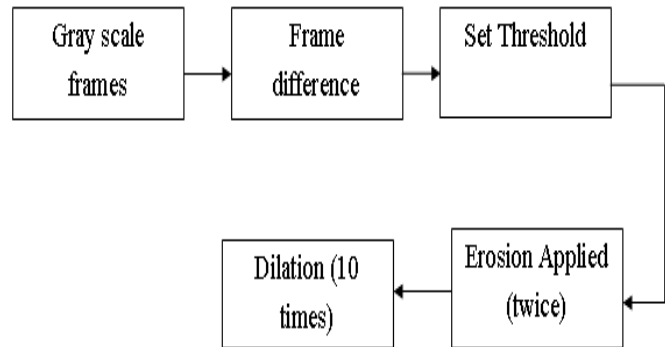 Gray scale
frames
Frame
difference
Set Threshold
Erosion Applied
(twice)
Dilation (10
times)